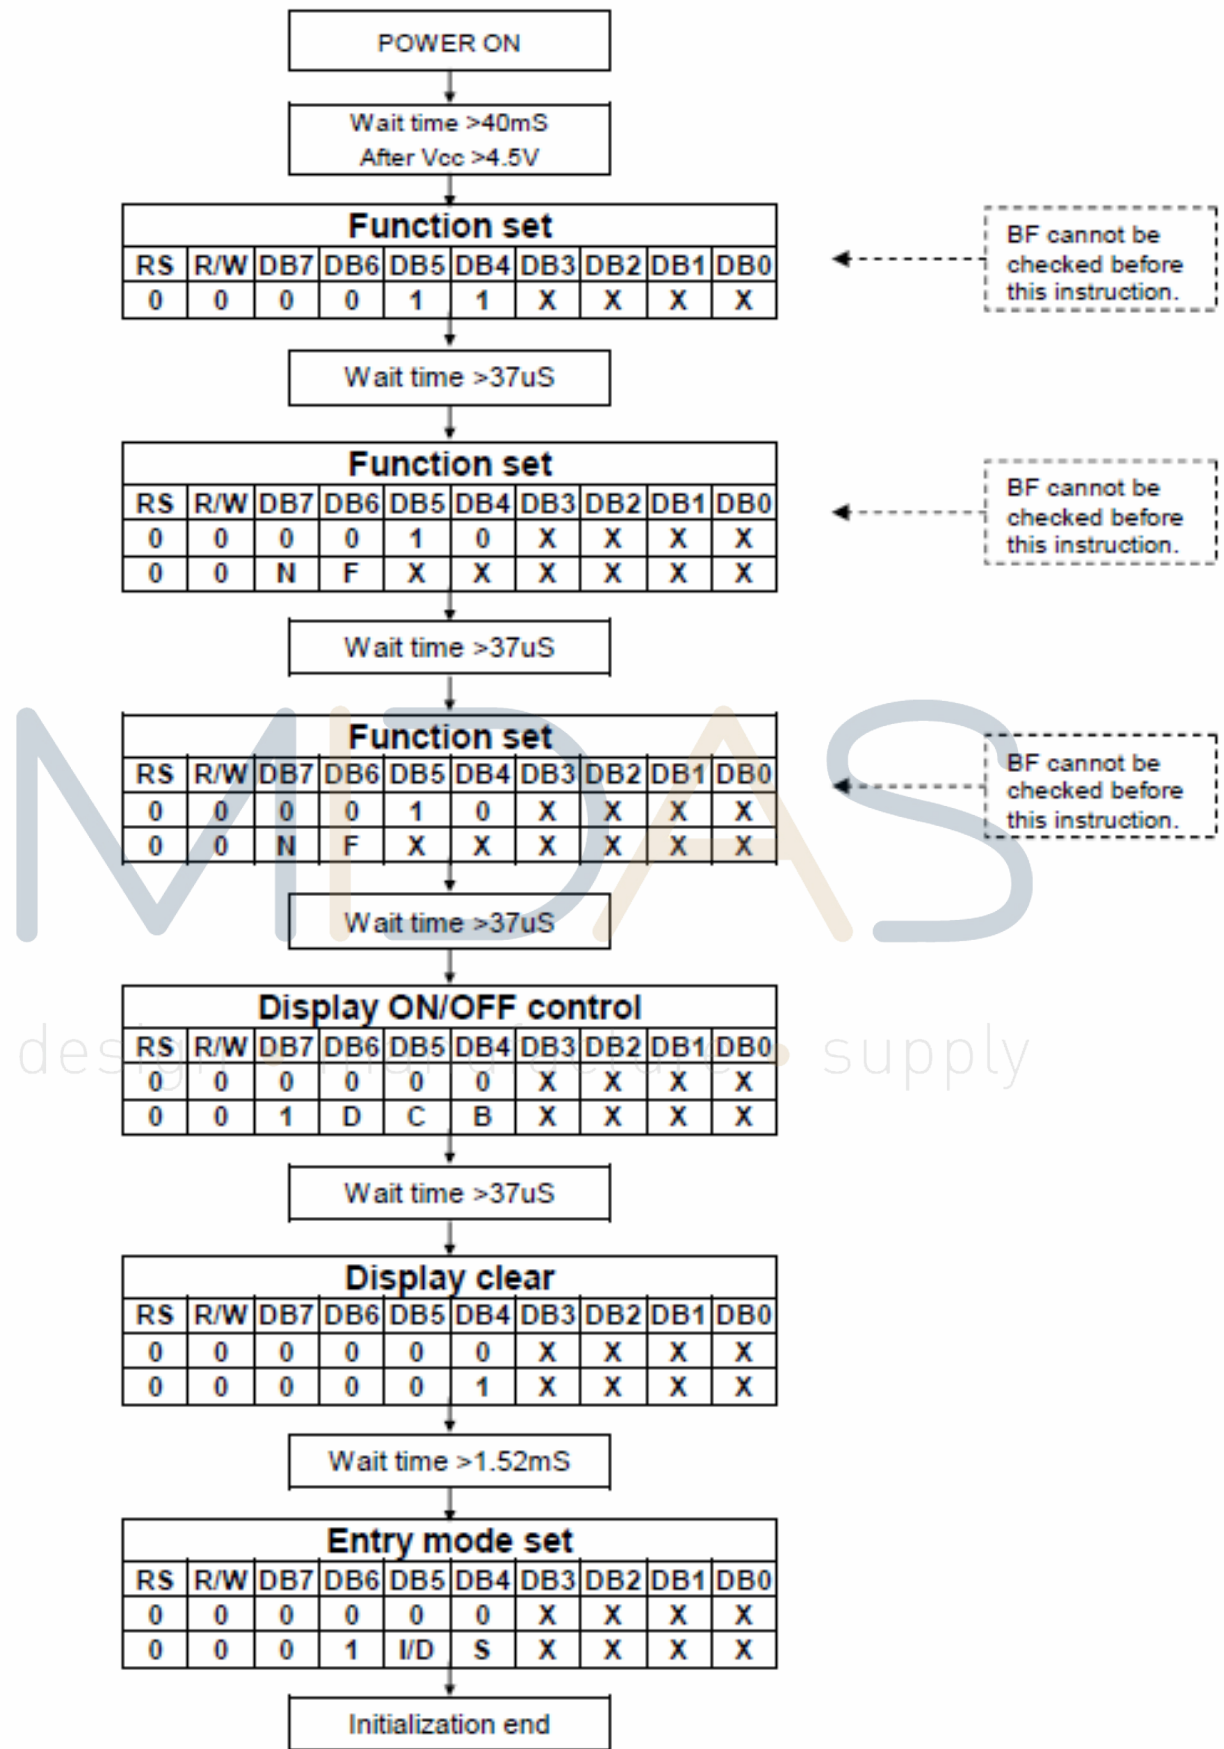 POWER ON
Wait time >40mS
After Vcc >4.5V
Function set
RS R/W DB7 DB6 DB5 DB4 DB3 DB2 DB1 DB0
0 0 0 0 1 1 X X X X
BF cannot be
checked before
this instruction.
Wait time >37uS
Function set
RS R/W DB7 DB6 DB5 DB4 DB3 DB2 DB1 DB0
0 0 0 0 1 0 X X X X
0 0 N F X X X X X X
BF cannot be
checked before
this instruction.
Wait time >37uS
Function set
RS R/W DB7 DB6 DB5 DB4 DB3 DB2 DB1 DB0
0 0 0 0 1 0 X X X X
0 0 N F X X X X X X
BF cannot be
checked before
this instruction.
MIDAS
Wait time >37uS
Display ON/OFF control
RS R/W DB7 DB6 DB5 DB4 DB3 DB2 DB1 DB0
0 0 0 0 0 0 X X X X
0 0 1 D C B X X X X
design • manufacture • supply
Wait time >37uS
Display clear
RS R/W DB7 DB6 DB5 DB4 DB3 DB2 DB1 DB0
0 0 0 0 0 0 X X X X
0 0 0 0 0 1 X X X X
Wait time >1.52mS
Entry mode set
RS R/W DB7 DB6 DB5 DB4 DB3 DB2 DB1 DB0
0 0 0 0 0 0 X X X X
0 0 0 1 I/D S X X X X
Initialization end